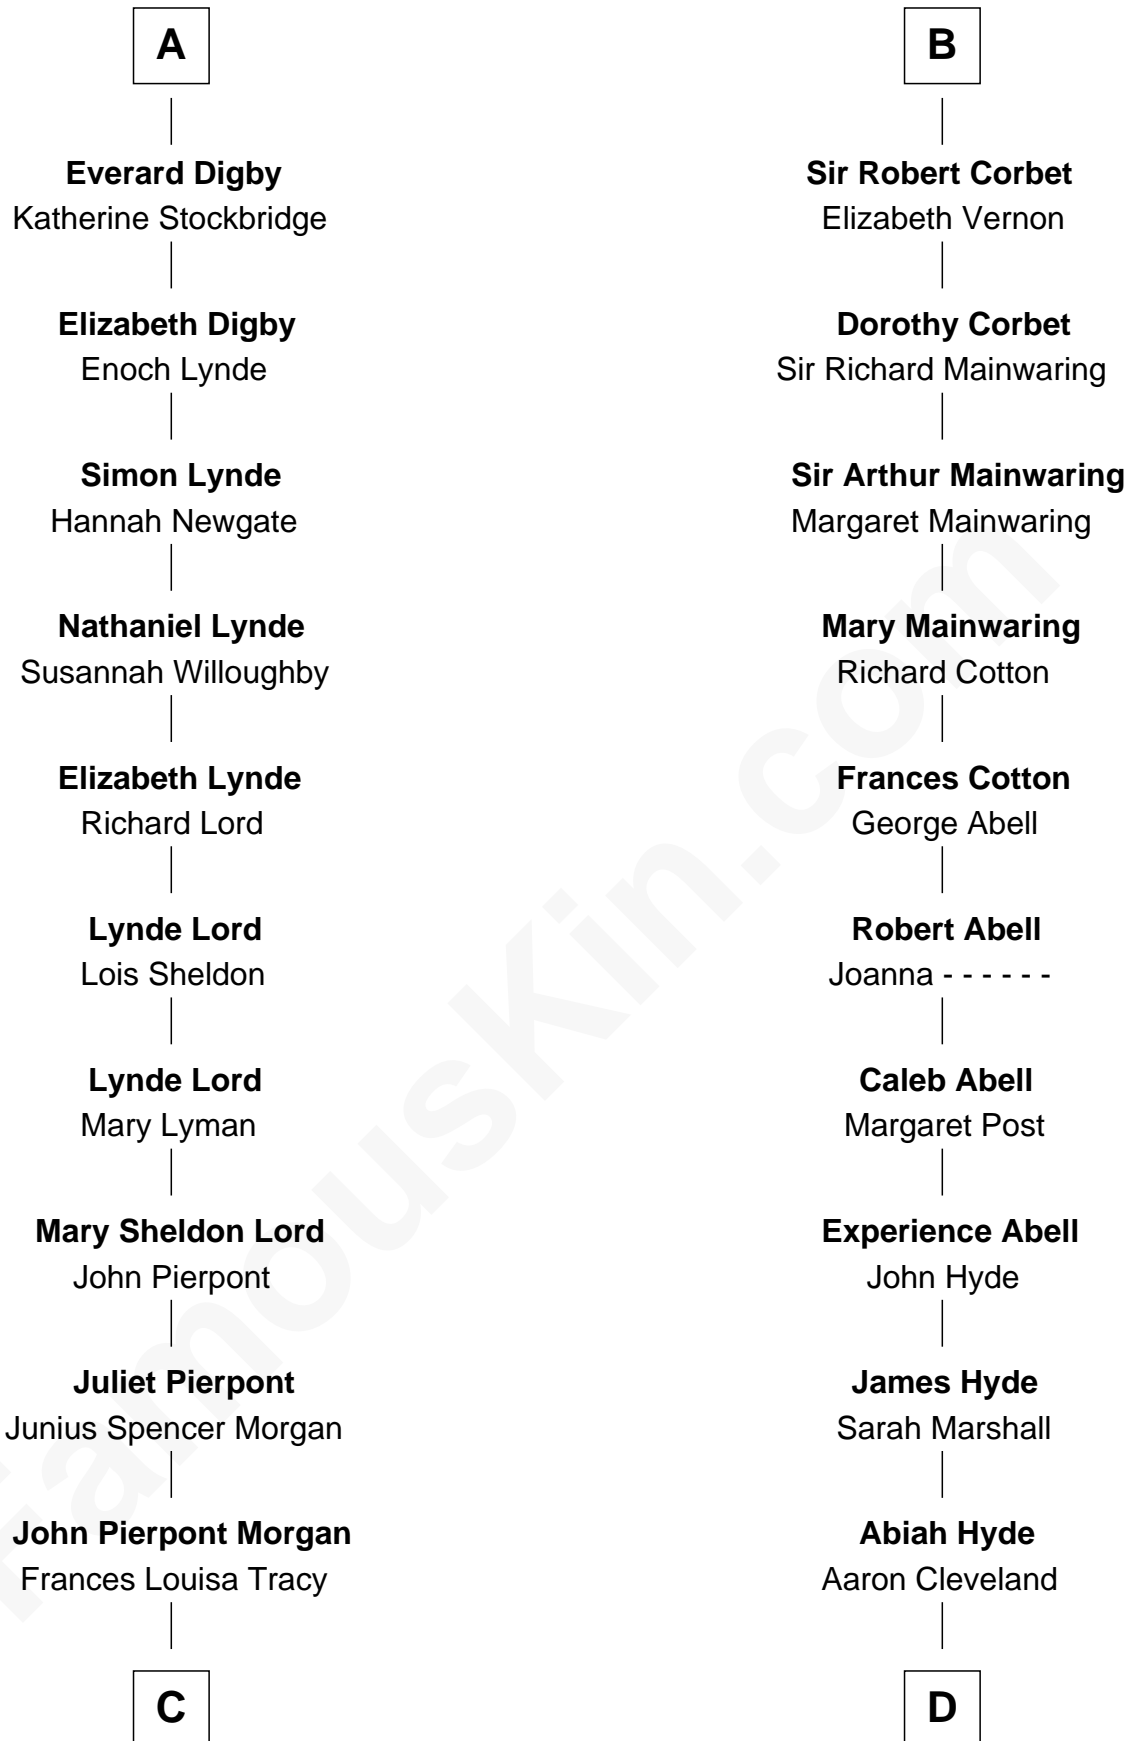 A
Everard Digby
Katherine Stockbridge
Elizabeth Digby
Enoch Lynde
Simon Lynde
Hannah Newgate
Nathaniel Lynde
Susannah Willoughby
Elizabeth Lynde
Richard Lord
Lynde Lord
Lois Sheldon
Lynde Lord
Mary Lyman
Mary Sheldon Lord
John Pierpont
Juliet Pierpont
Junius Spencer Morgan
John Pierpont Morgan
Frances Louisa Tracy
C
B
Sir Robert Corbet
Elizabeth Vernon
Dorothy Corbet
Sir Richard Mainwaring
Sir Arthur Mainwaring
Margaret Mainwaring
Mary Mainwaring
Richard Cotton
Frances Cotton
George Abell
Robert Abell
Joanna - - - - - -
Caleb Abell
Margaret Post
Experience Abell
John Hyde
James Hyde
Sarah Marshall
Abiah Hyde
Aaron Cleveland
D
FamousKin.com